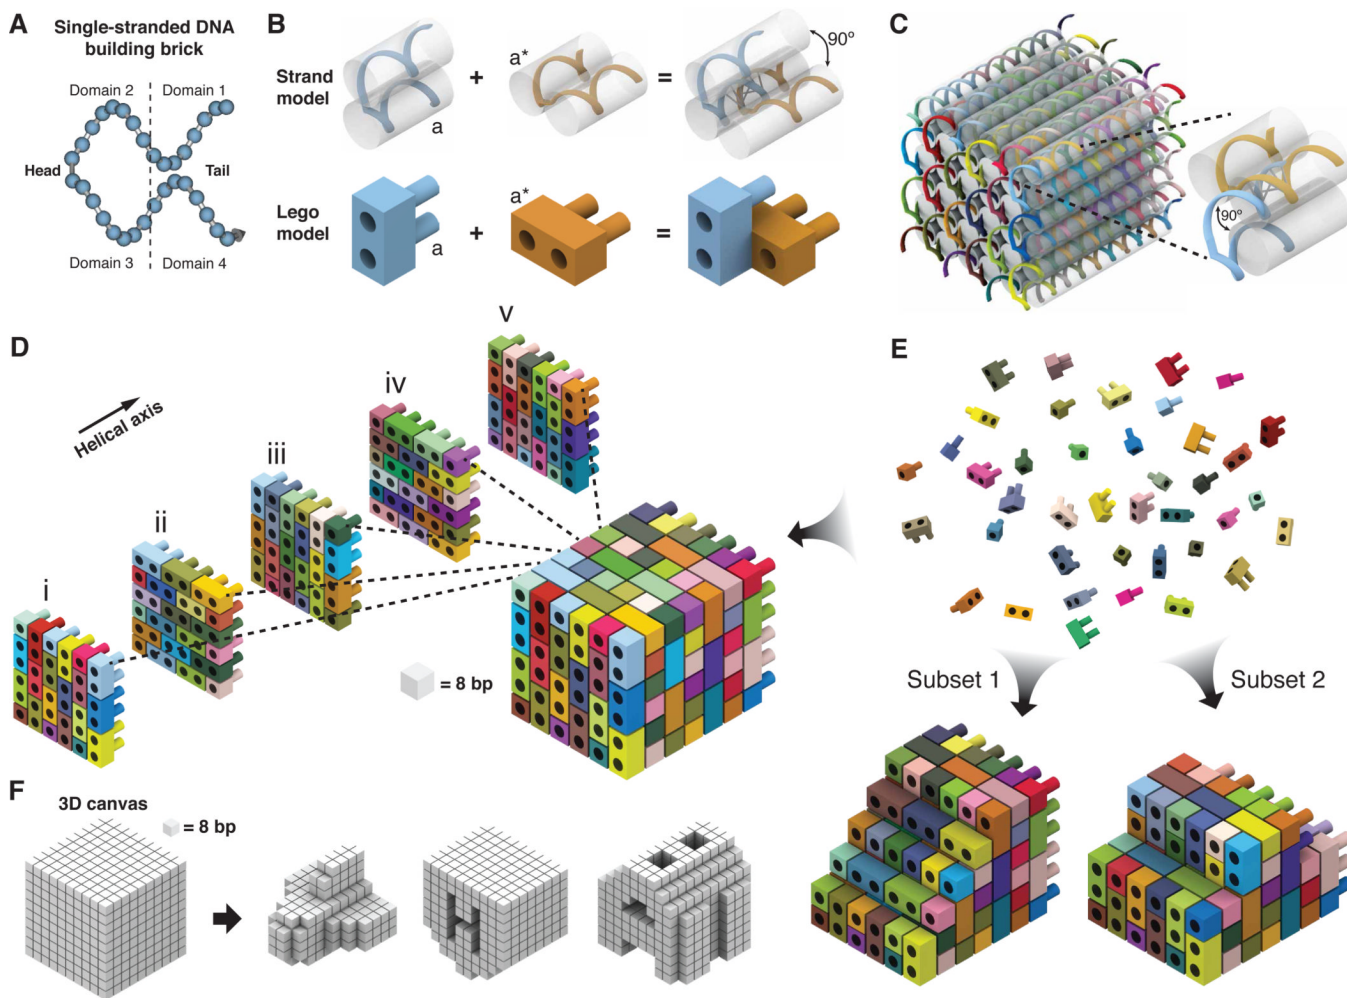 A
Single-stranded DNA
building brick
Domain 2
Domain 1
Head
Tail
Domain 3
Domain 4
B
Strand
model
a
+
a*
=
90°
Lego
model
a
+
a*
=
C
90°
D
Helical axis
i
ii
iii
iv
v
= 8 bp
E
Subset 1
Subset 2
F
3D canvas
= 8 bp